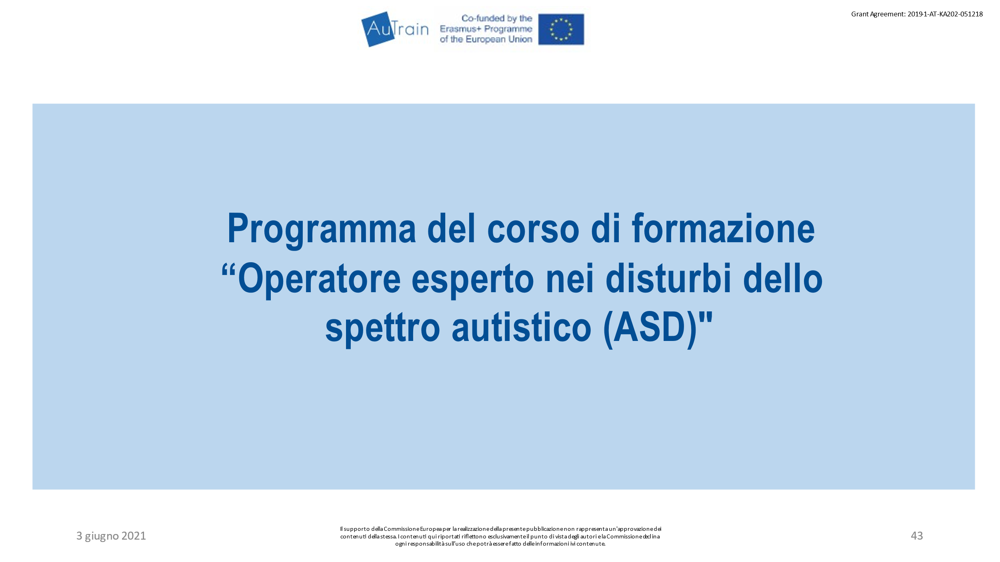 AuTrain
Co-funded by the
Erasmus+ Programme
of the European Union
Grant Agreement: 2019-1-AT-KA202-051218
Programma del corso di formazione
“Operatore esperto nei disturbi dello
spettro autistico (ASD)"
3 giugno 2021
Il supporto della Commissione Europea per la realizzazione della presente pubblicazione non rappresenta un'approvazione dei
contenuti della stessa. I contenuti qui riportati riflettono esclusivamente il punto di vista degli autori e la Commissione declina
ogni responsabilità sull’uso che potrà essere fatto delle informazioni ivi contenute.
43